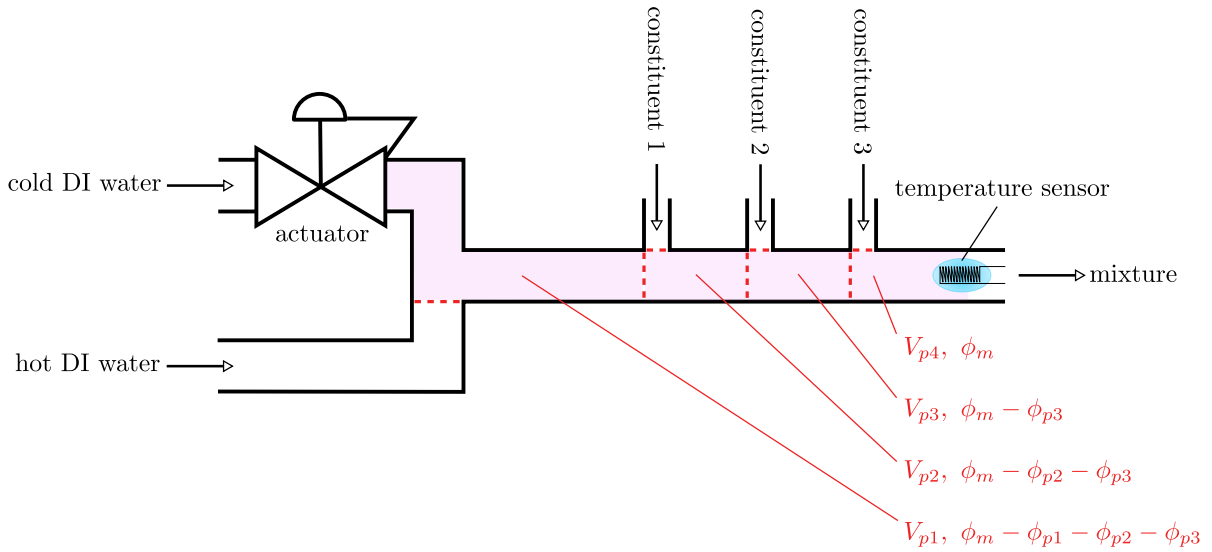 constituent 1
constituent 2
constituent 3
cold DI water
temperature sensor
actuator
mixture
hot DI water
V_{p4}, ϕ_m
V_{p3}, ϕ_m − ϕ_{p3}
V_{p2}, ϕ_m − ϕ_{p2} − ϕ_{p3}
V_{p1}, ϕ_m − ϕ_{p1} − ϕ_{p2} − ϕ_{p3}